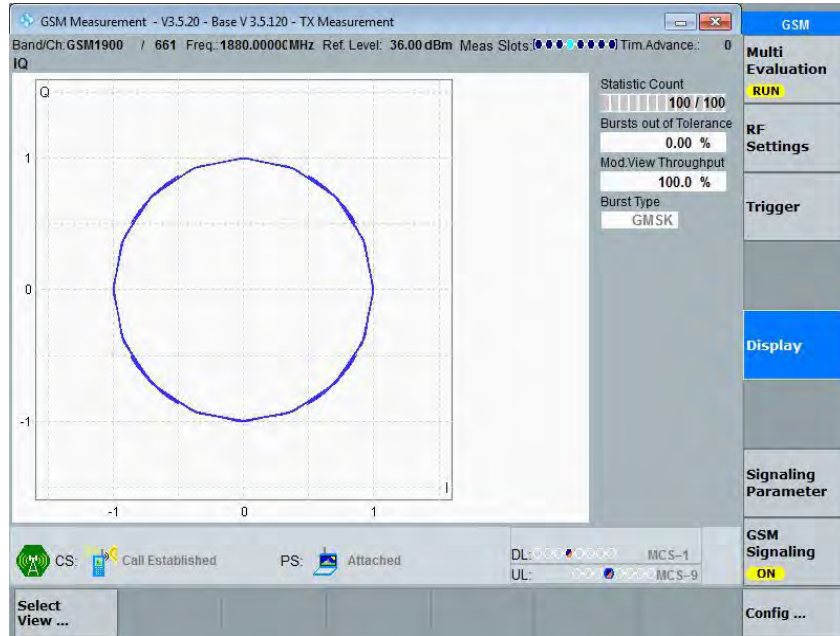 GSM Measurement - V3.5.20 - Base V 3.5.120 - TX Measurement
GSM
Band/Ch: GSM1900 / 661 Freq.: 1880.0000(MHz Ref. Level: 36.00 dBm Meas Slots: Tim.Advance.: 0
IQ
Multi
Evaluation
RUN
Q
Statistic Count
100 / 100
Bursts out of Tolerance
0.00 %
Mod.View Throughput
100.0 %
Burst Type
GMSK
RF
Settings
Trigger
1
0
-1
-1 0 1
I
Display
Signaling
Parameter
CS: Call Established PS: Attached
DL: MCS-1
UL: MCS-9
GSM
Signaling
ON
Select
View ...
Config ...